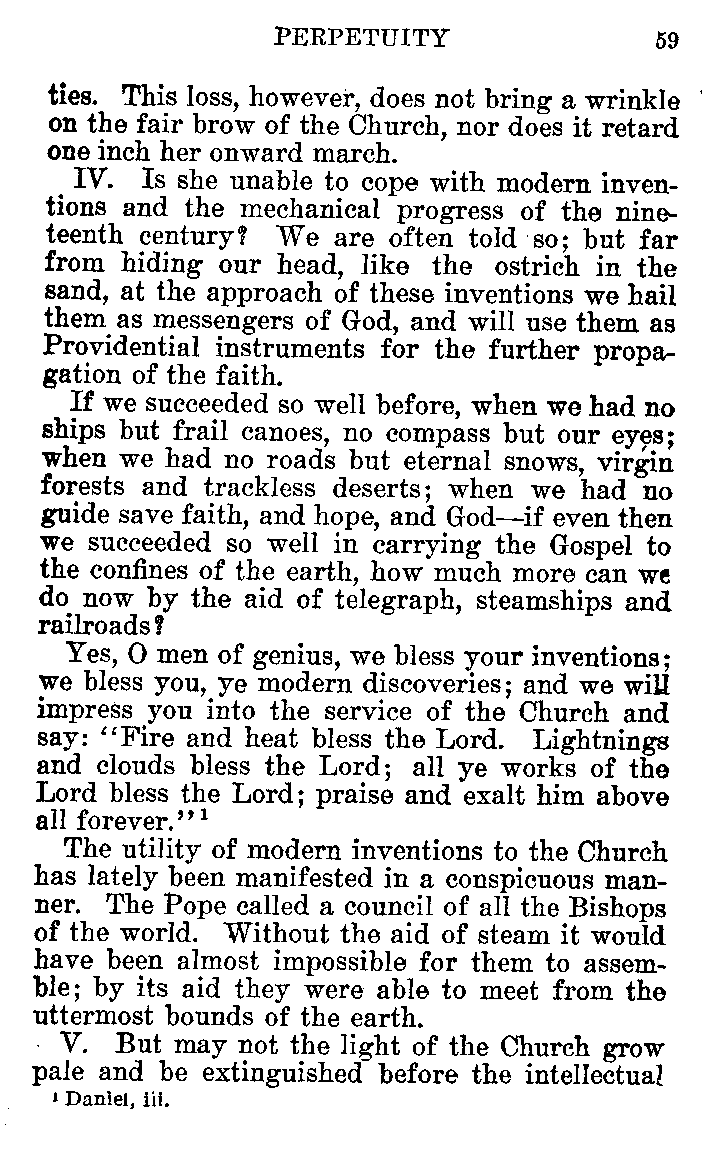 PERPETUITY 59
ties. This loss, however, does not bring a wrinkle
on the fair brow of the Church, nor does it retard
one inch her onward march.
IV. Is she unable to cope with modern inven-
tions and the mechanical progress of the nine-
teenth century? We are often told so; but far
from hiding our head, like the ostrich in the
sand, at the approach of these inventions we hail
them as messengers of God, and will use them as
Providential instruments for the further propa-
gation of the faith.
If we succeeded so well before, when we had no
ships but frail canoes, no compass but our eyes;
when we had no roads but eternal snows, virgin
forests and trackless deserts; when we had no
guide save faith, and hope, and God—if even then
we succeeded so well in carrying the Gospel to
the confines of the earth, how much more can we
do now by the aid of telegraph, steamships and
railroads?
Yes, O men of genius, we bless your inventions;
we bless you, ye modern discoveries; and we will
impress you into the service of the Church and
say: "Fire and heat bless the Lord. Lightnings
and clouds bless the Lord; all ye works of the
Lord bless the Lord; praise and exalt him above
all forever."¹
The utility of modern inventions to the Church
has lately been manifested in a conspicuous man-
ner. The Pope called a council of all the Bishops
of the world. Without the aid of steam it would
have been almost impossible for them to assem-
ble; by its aid they were able to meet from the
uttermost bounds of the earth.
V. But may not the light of the Church grow
pale and be extinguished before the intellectual
¹ Daniel, iii.